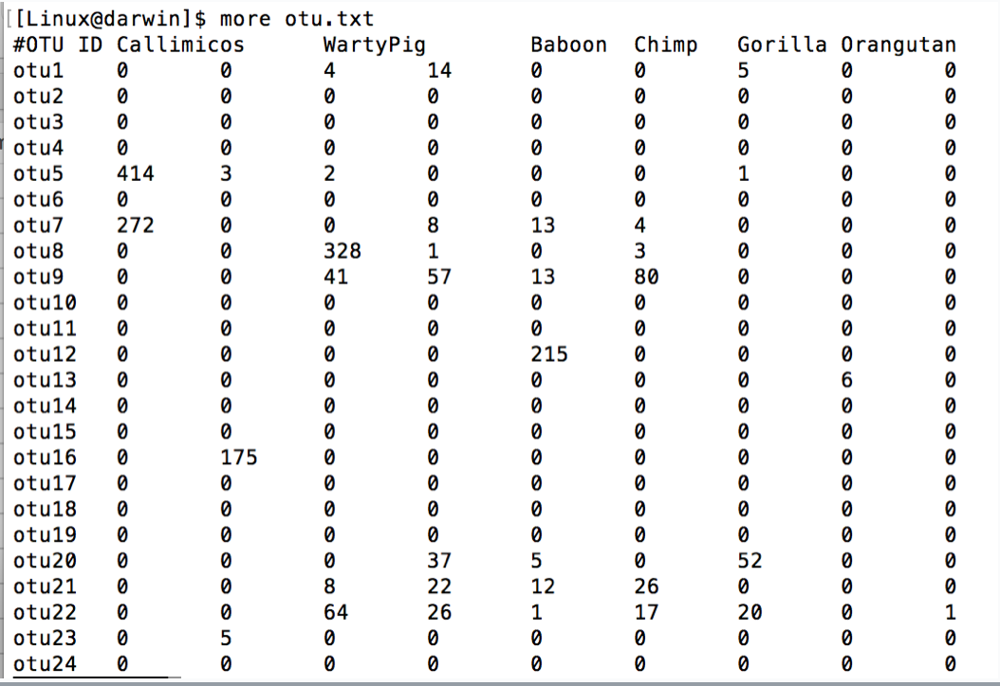 [[Linux@darwin]$ more otu.txt
#OTU ID Callimicos WartyPig Baboon Chimp Gorilla Orangutan
otu1 0 0 4 14 0 0 5 0 0
otu2 0 0 0 0 0 0 0 0 0
otu3 0 0 0 0 0 0 0 0 0
otu4 0 0 0 0 0 0 0 0 0
otu5 414 3 2 0 0 0 1 0 0
otu6 0 0 0 0 0 0 0 0 0
otu7 272 0 0 8 13 4 0 0 0
otu8 0 0 328 1 0 3 0 0 0
otu9 0 0 41 57 13 80 0 0 0
otu10 0 0 0 0 0 0 0 0 0
otu11 0 0 0 0 0 0 0 0 0
otu12 0 0 0 0 215 0 0 0 0
otu13 0 0 0 0 0 0 0 6 0
otu14 0 0 0 0 0 0 0 0 0
otu15 0 0 0 0 0 0 0 0 0
otu16 0 175 0 0 0 0 0 0 0
otu17 0 0 0 0 0 0 0 0 0
otu18 0 0 0 0 0 0 0 0 0
otu19 0 0 0 0 0 0 0 0 0
otu20 0 0 0 37 5 0 52 0 0
otu21 0 0 8 22 12 26 0 0 0
otu22 0 0 64 26 1 17 20 0 1
otu23 0 5 0 0 0 0 0 0 0
otu24 0 0 0 0 0 0 0 0 0